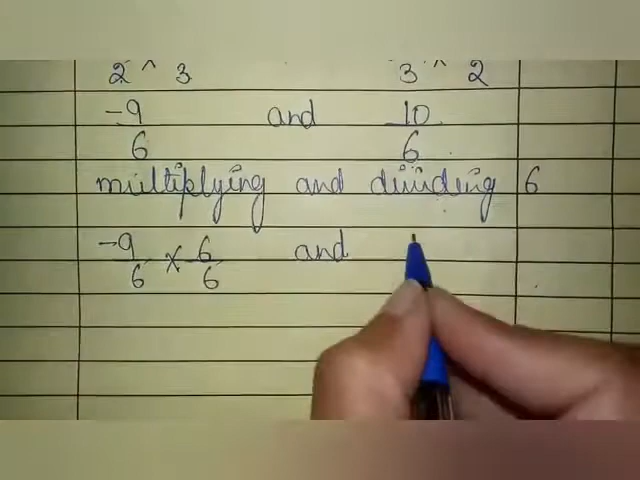 2 ^ 3 3 ^ 2
-9 and 10
6 6
multiplying and dividing 6
-9 × 6 and
6 6